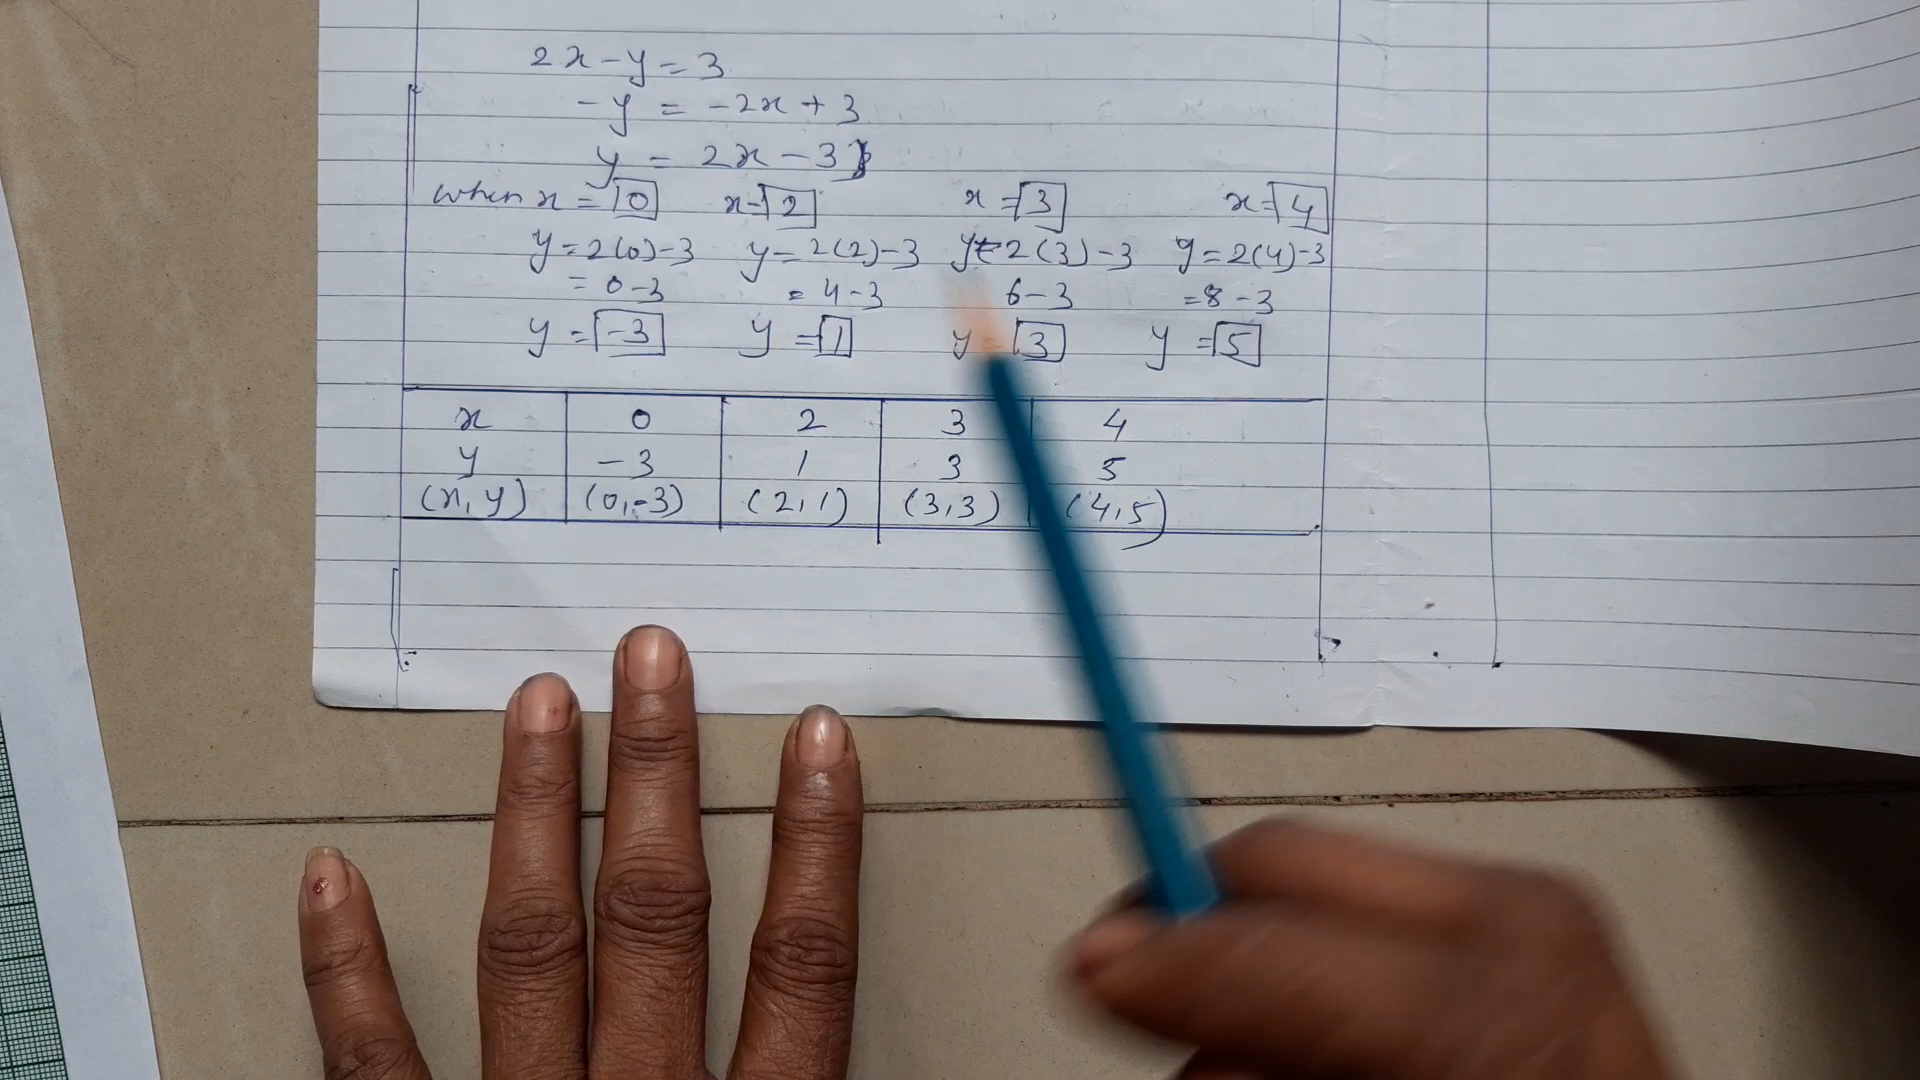 2x-y=3
-y = -2x+3
y = 2x-3
when x=0 x=2 x=3 x=4
y=2(0)-3 y=2(2)-3 y=2(3)-3 y=2(4)-3
=0-3 =4-3 6-3 =8-3
y=-3 y=1 y=3 y=5
x 0 2 3 4
y -3 1 3 5
(x,y) (0,-3) (2,1) (3,3) (4,5)